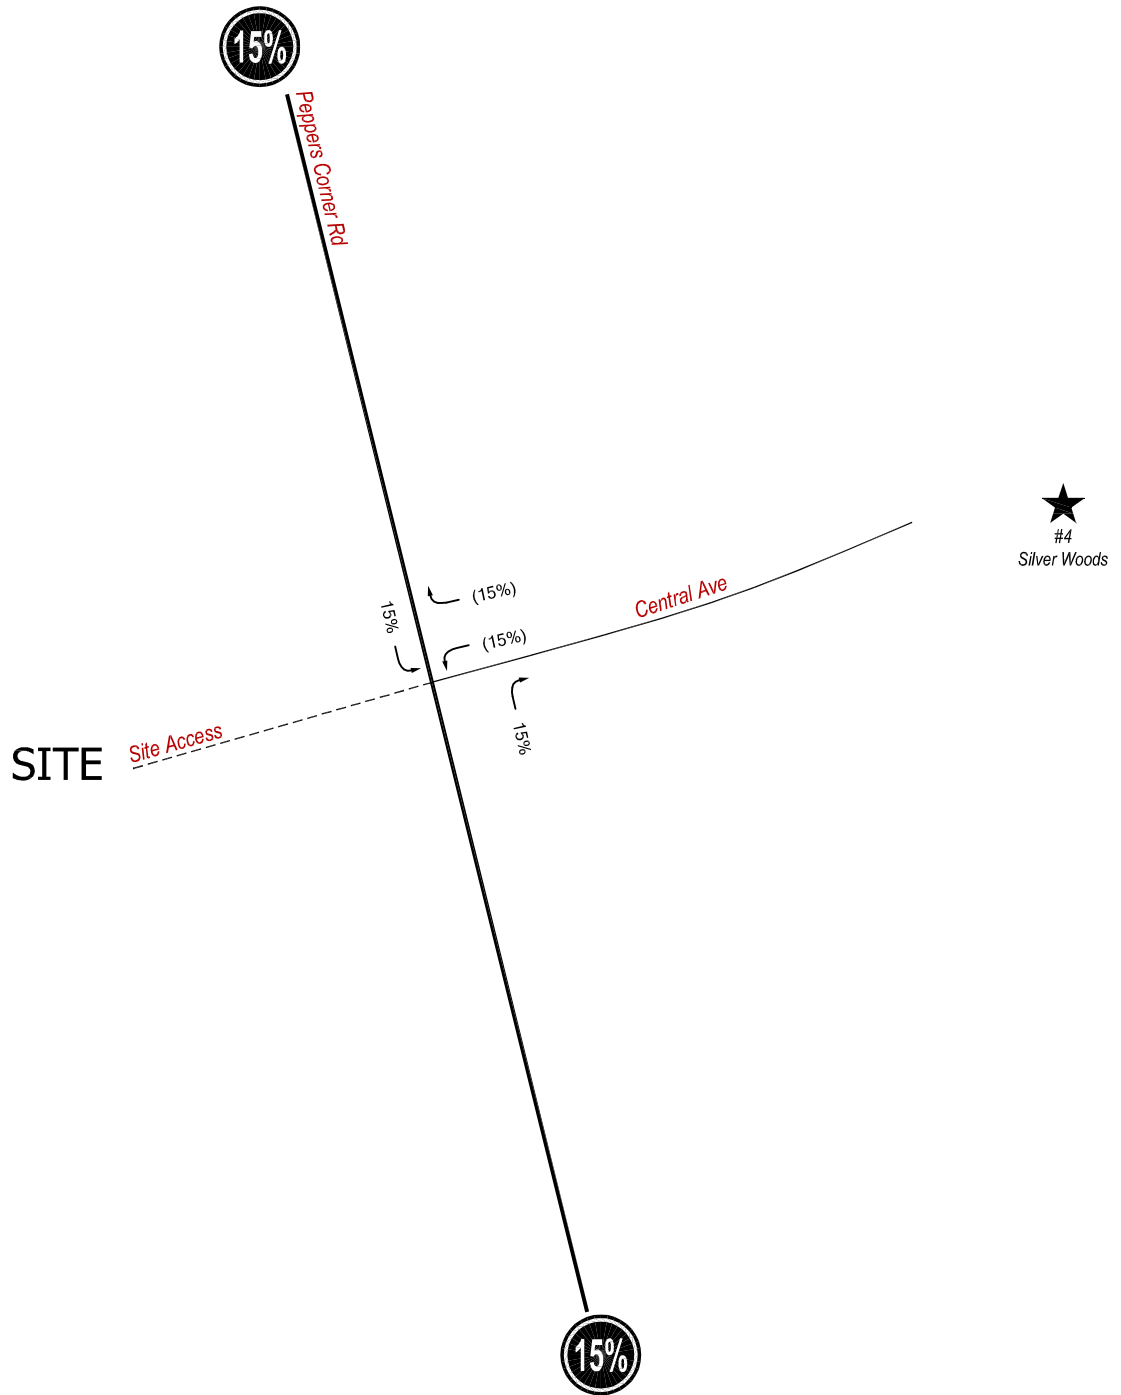 15%
Peppers Corner Rd
#4
Silver Woods
Central Ave
(15%)
15%
(15%)
15%
Site Access
SITE
15%